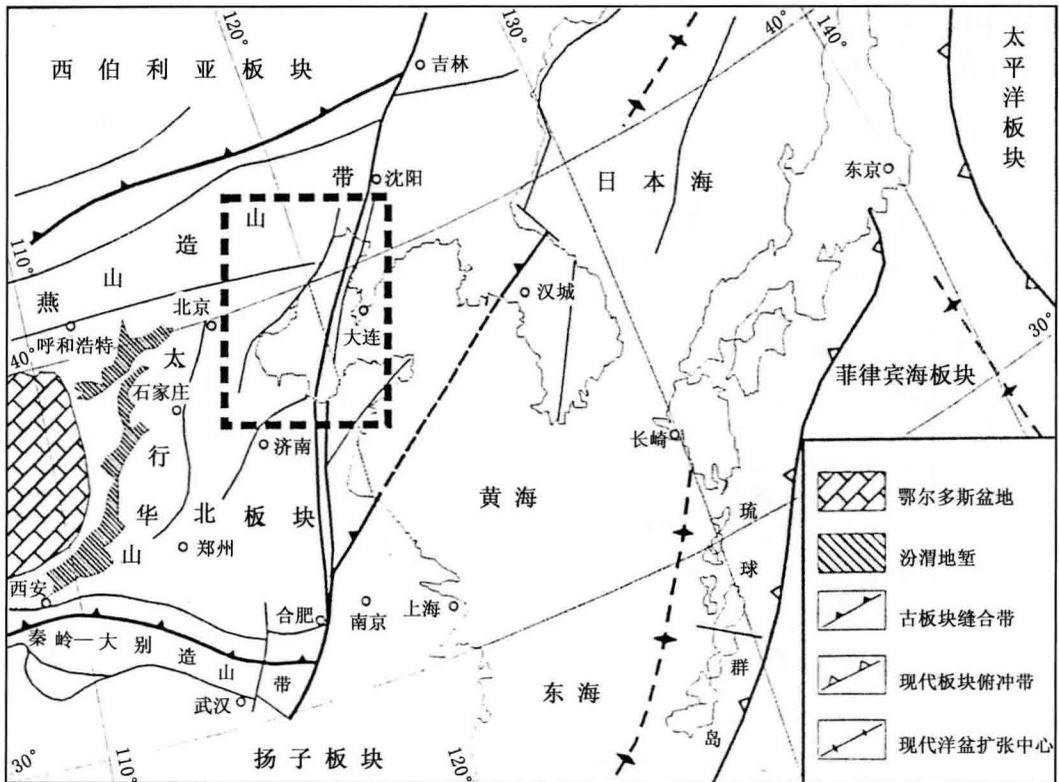 120°
130°
140°
40°
西伯利亚板块
吉林
太平洋板块
带
沈阳
日本海
东京
山
造
110°
山
燕
北京
大连
汉城
30°
呼和浩特
40°
太
石家庄
菲律宾海板块
行
济南
长崎
黄海
琉
鄂尔多斯盆地
华北板块
山
郑州
球
汾渭地堑
西安
合肥
南京
上海
古板块缝合带
秦岭—大别造山带
群
现代板块俯冲带
武汉
东海
岛
现代洋盆扩张中心
30°
110°
扬子板块
120°